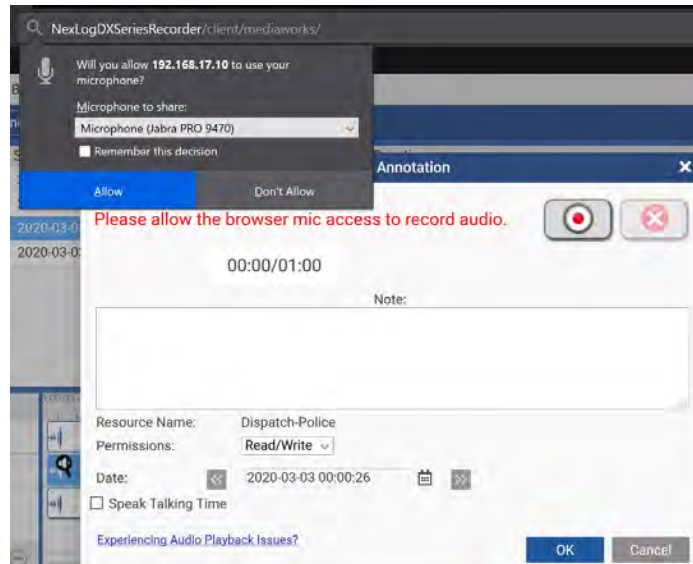 NexLogDXSeriesRecorder/client/mediaworks/
Will you allow 192.168.17.10 to use your
microphone?
Microphone to share:
Microphone (Jabra PRO 9470)
Remember this decision
Allow
Don't Allow
Annotation
x
2020-03-0
Please allow the browser mic access to record audio.
2020-03-0
00:00/01:00
Note:
Resource Name: Dispatch-Police
Permissions: Read/Write
Date: << 2020-03-03 00:00:26 >>
Speak Talking Time
Experiencing Audio Playback Issues?
OK
Cancel